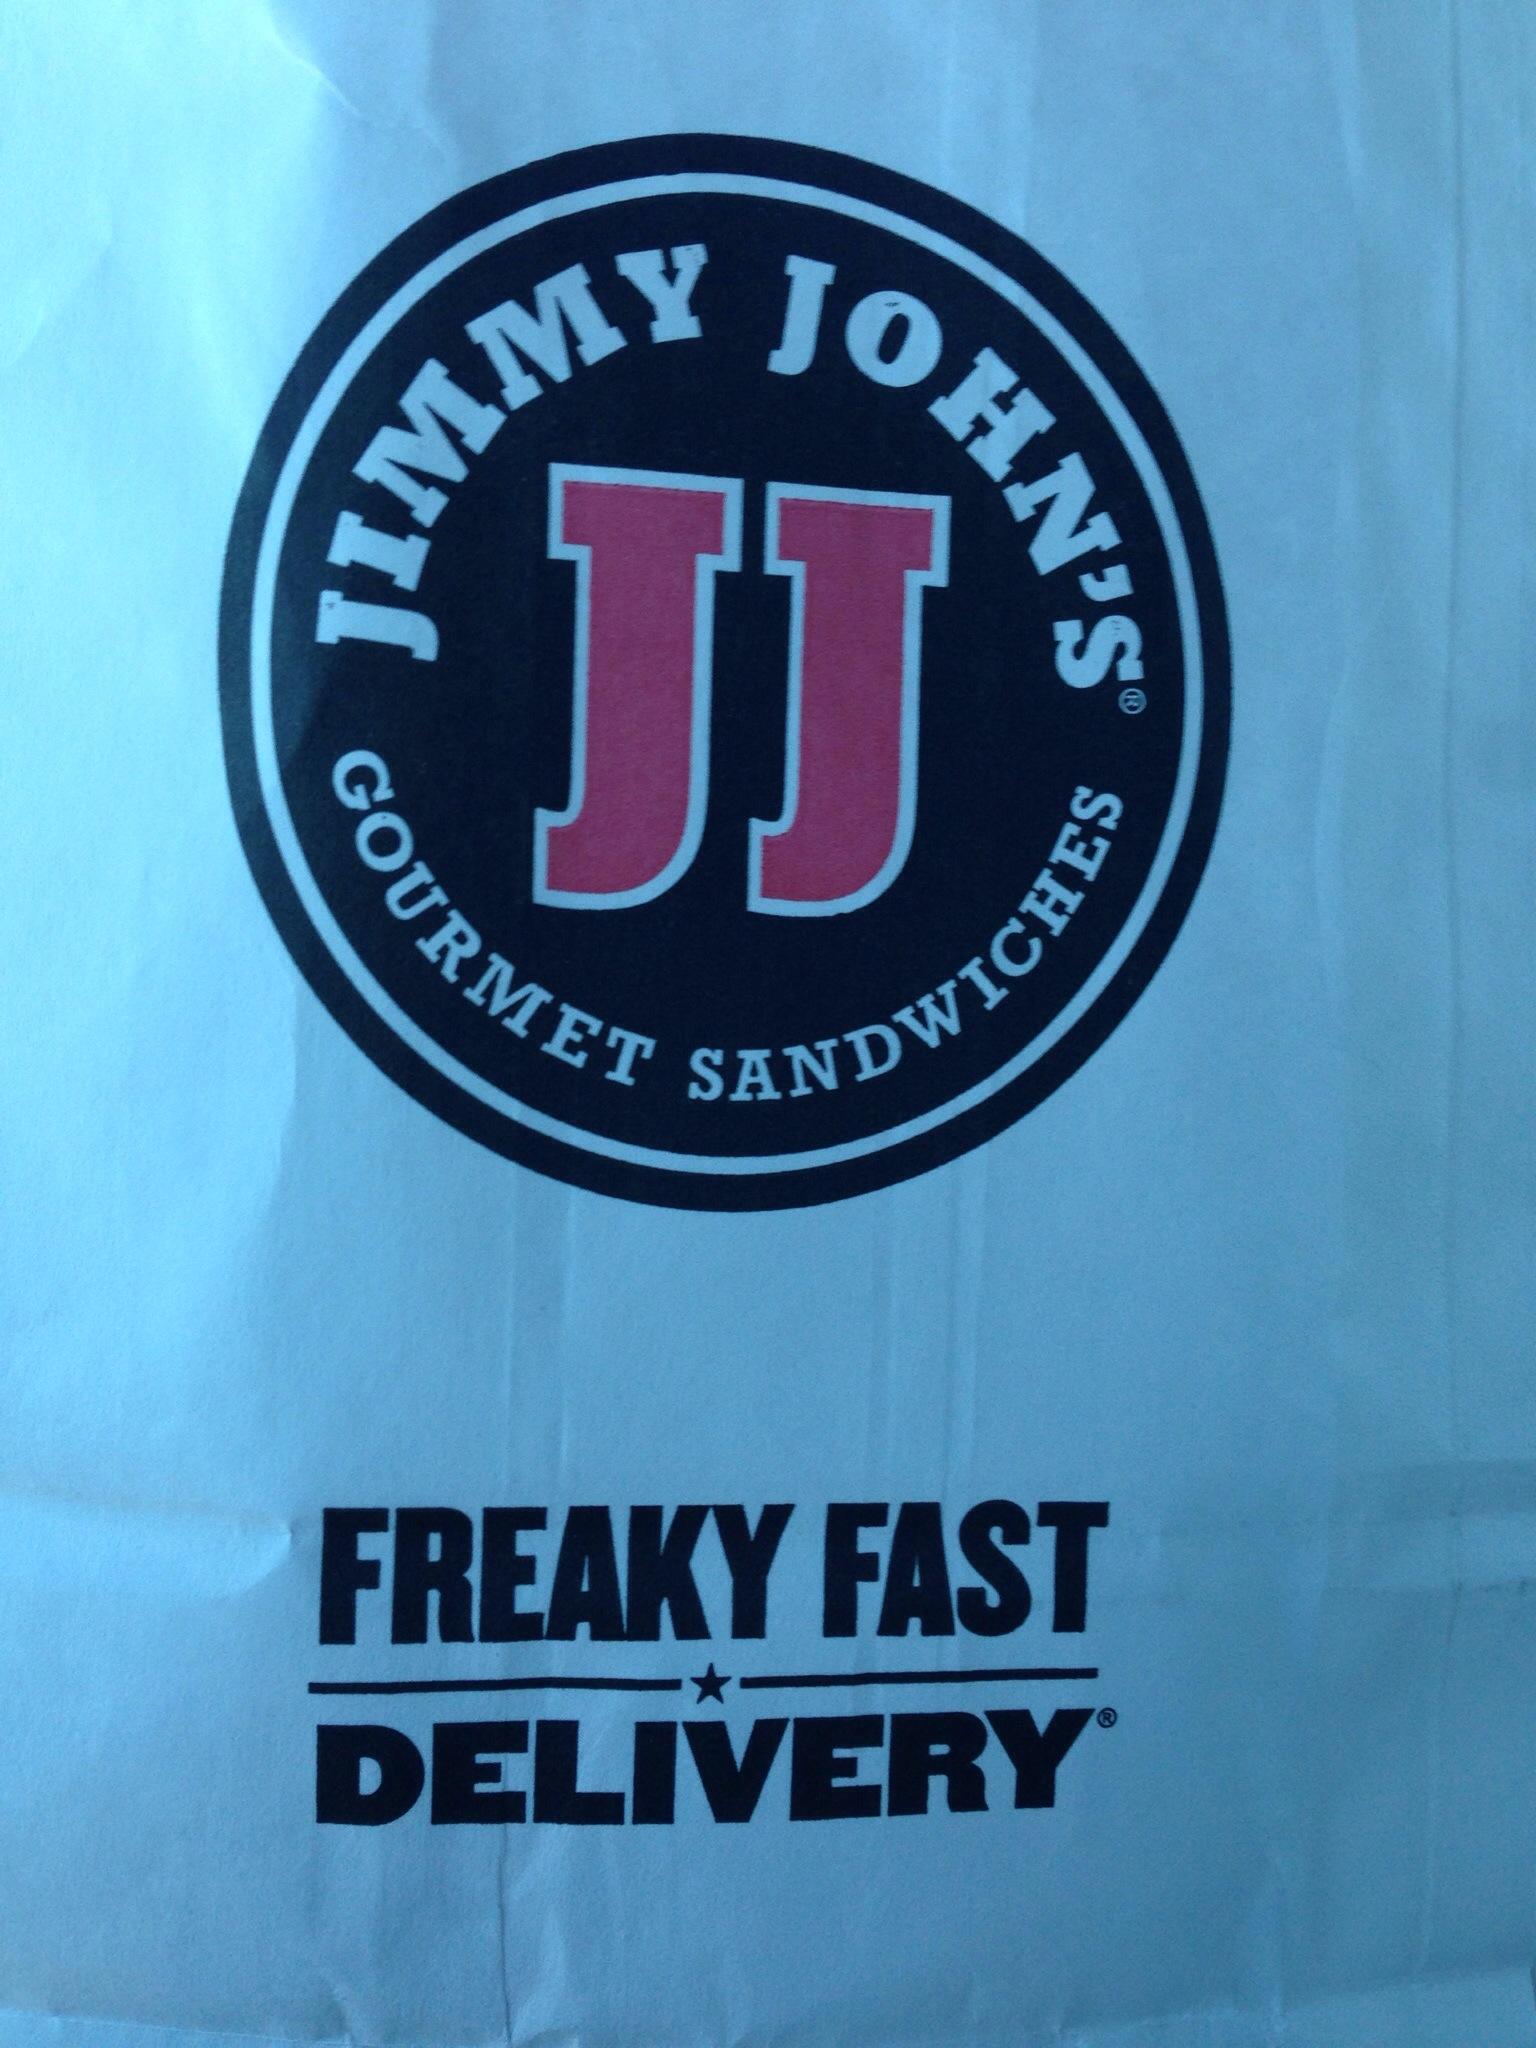 JIMMY JOHN'S®
JJ
GOURMET SANDWICHES
FREAKY FAST
DELIVERY®